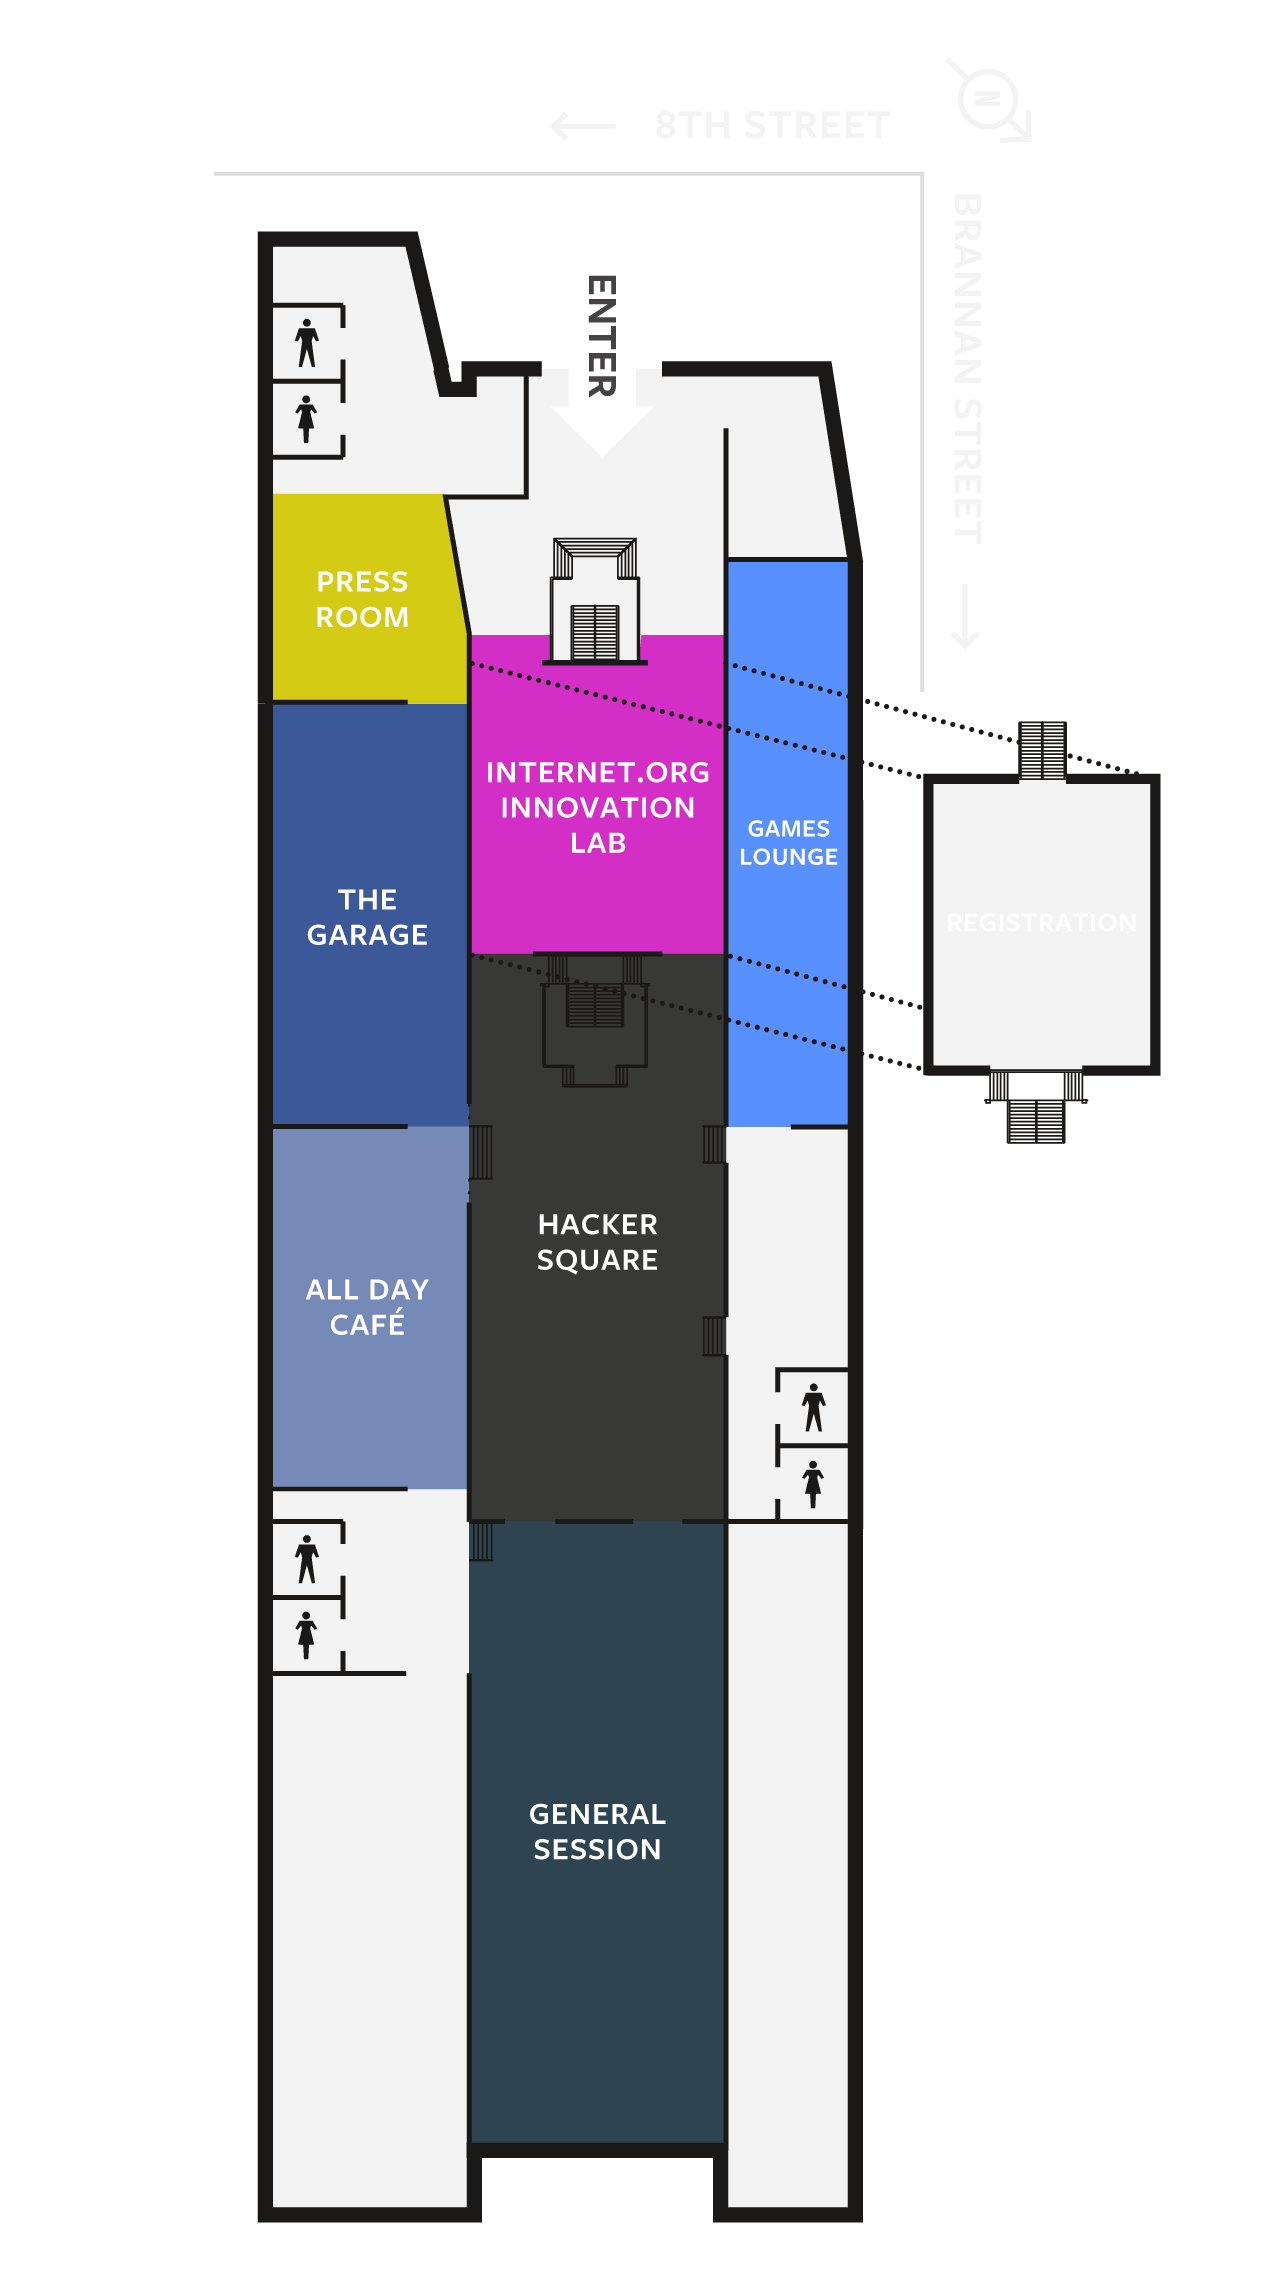 8TH STREET
N
BRANNAN STREET
ENTER
PRESS
ROOM
INTERNET.ORG
INNOVATION
LAB
GAMES
LOUNGE
THE
GARAGE
REGISTRATION
HACKER
SQUARE
ALL DAY
CAFÉ
GENERAL
SESSION